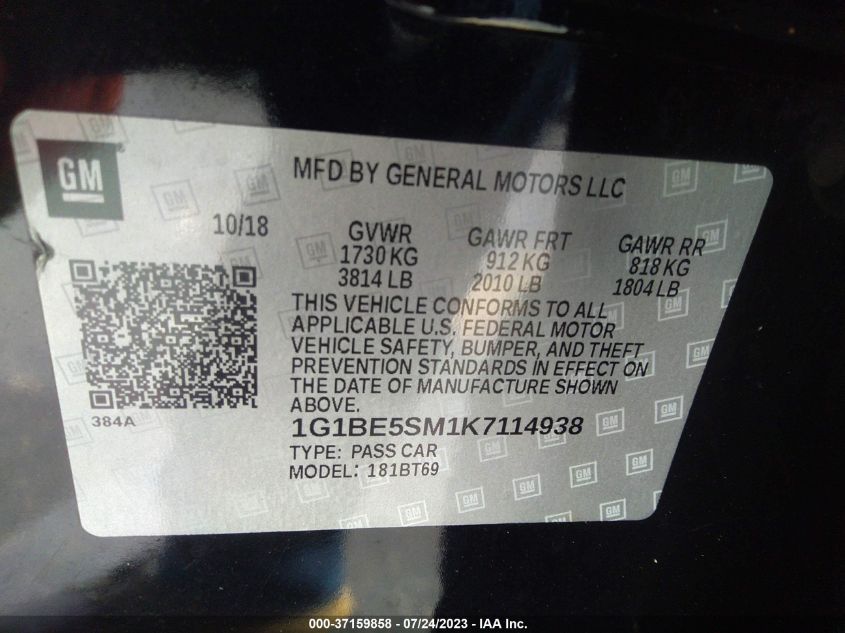 GM
MFD BY GENERAL MOTORS LLC
10/18
GVWR
1730 KG
3814 LB
GAWR FRT
912 KG
2010 LB
GAWR RR
818 KG
1804 LB
THIS VEHICLE CONFORMS TO ALL
APPLICABLE U.S. FEDERAL MOTOR
VEHICLE SAFETY, BUMPER, AND THEFT
PREVENTION STANDARDS IN EFFECT ON
THE DATE OF MANUFACTURE SHOWN
ABOVE.
384A
1G1BE5SM1K7114938
TYPE: PASS CAR
MODEL: 181BT69
000-37159858 - 07/24/2023 - IAA Inc.